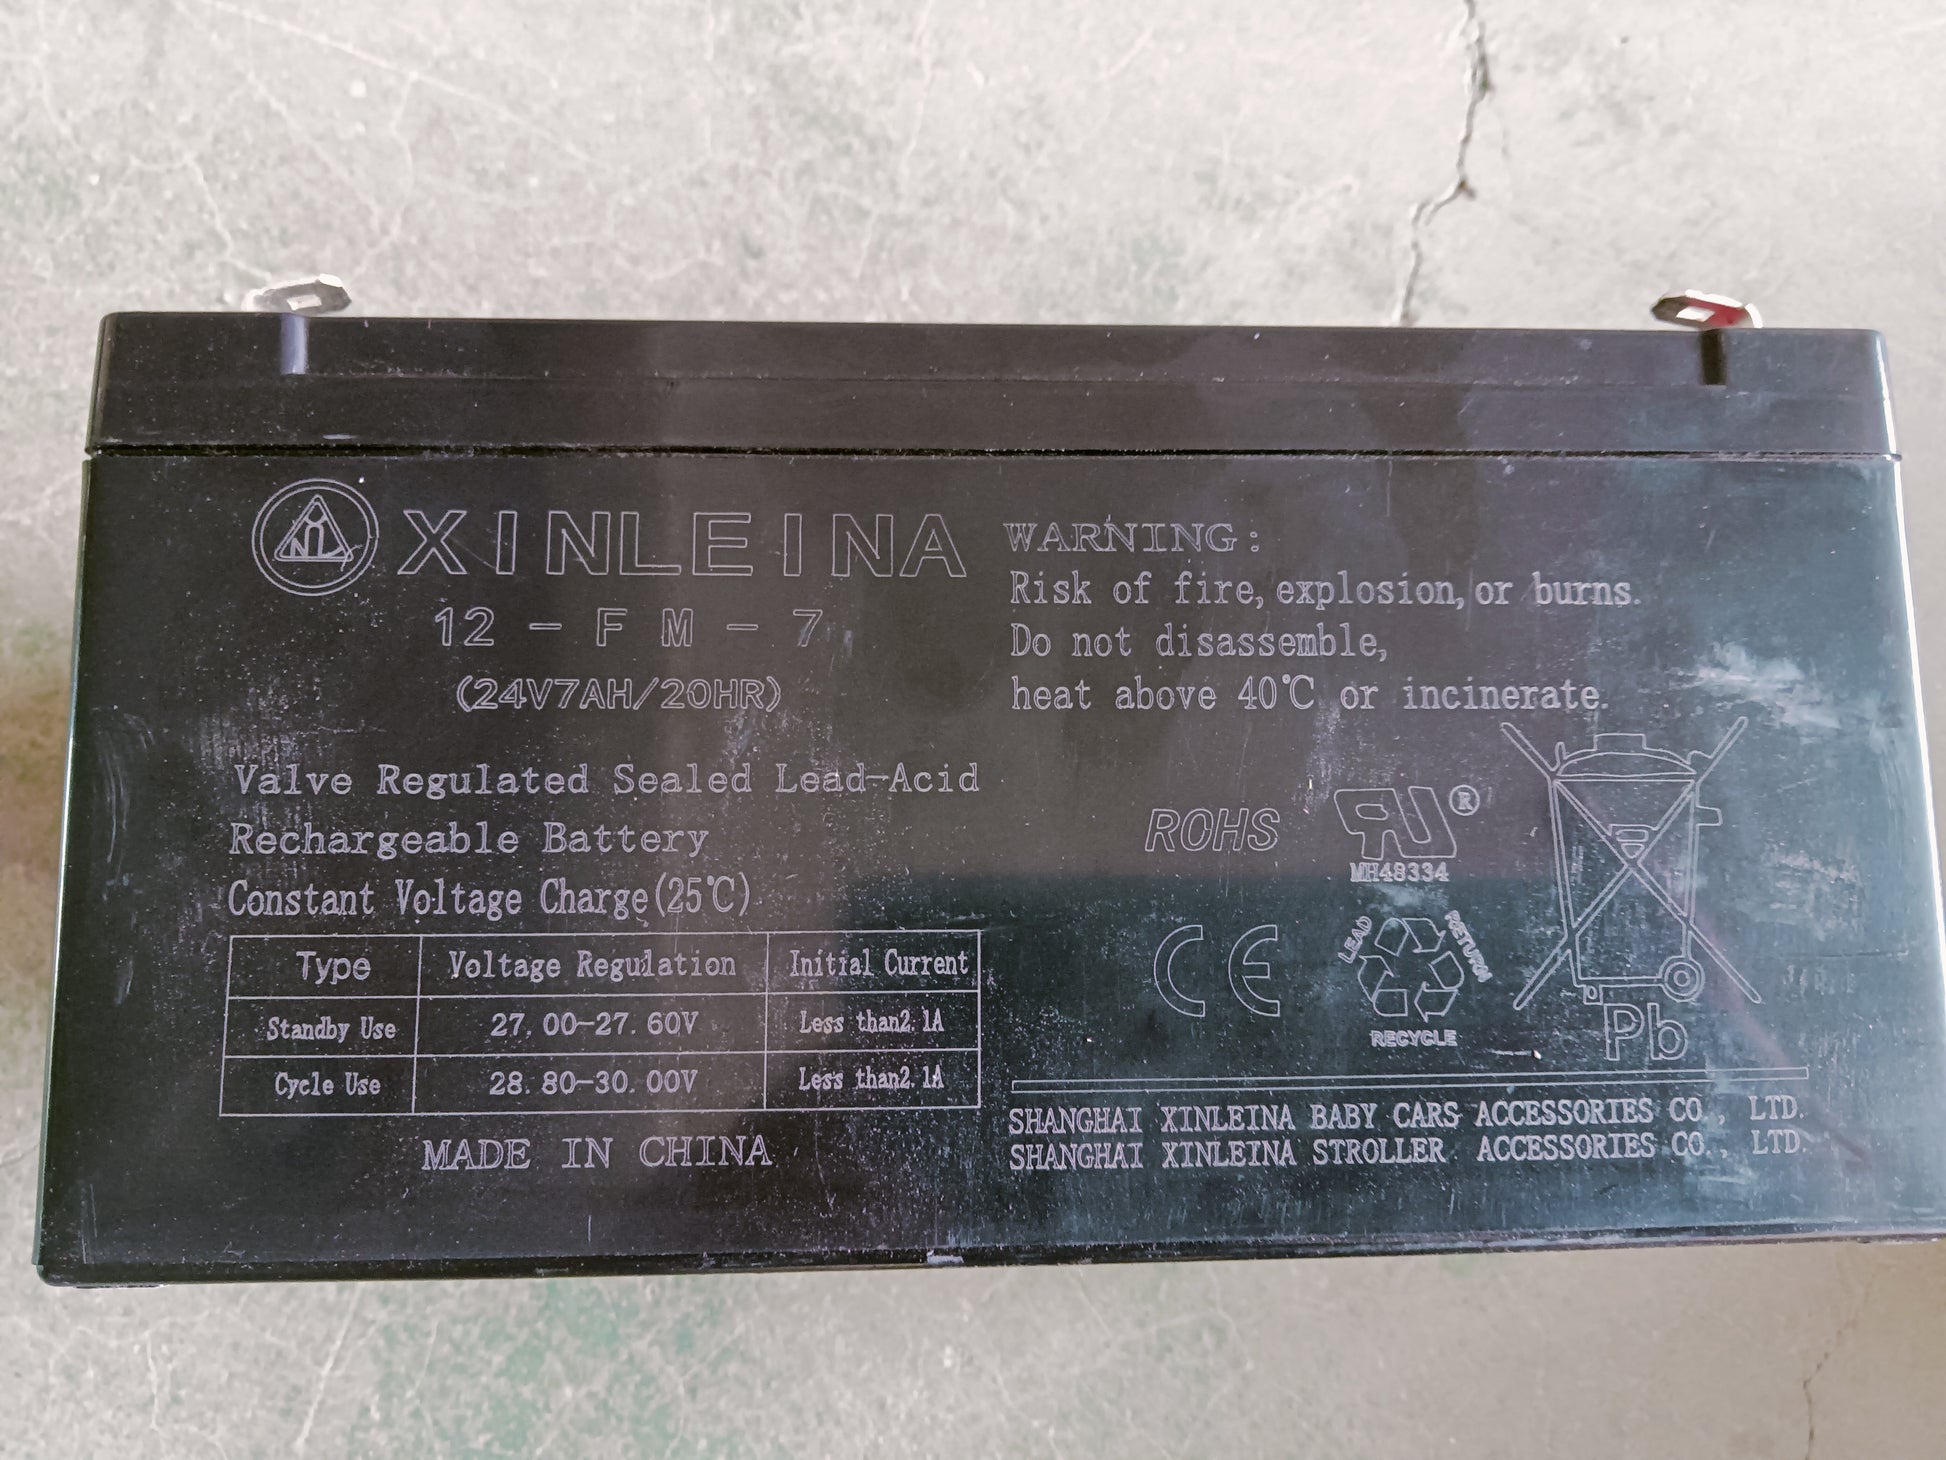 XINLEINA
12-FM-7
(24V7AH/20HR)
Valve Regulated Sealed Lead-Acid
Rechargeable Battery
Constant Voltage Charge(25℃)
Type Voltage Regulation Initial Current
Standby Use 27.00-27.60V Less than2.1A
Cycle Use 28.80-30.00V Less than2.1A
MADE IN CHINA
WARNING:
Risk of fire, explosion, or burns.
Do not disassemble,
heat above 40℃ or incinerate.
ROHS
RU®
MH48334
CE
LEAD
RETURN
RECYCLE
Pb
SHANGHAI XINLEINA BABY CARS ACCESSORIES CO., LTD.
SHANGHAI XINLEINA STROLLER ACCESSORIES CO., LTD.